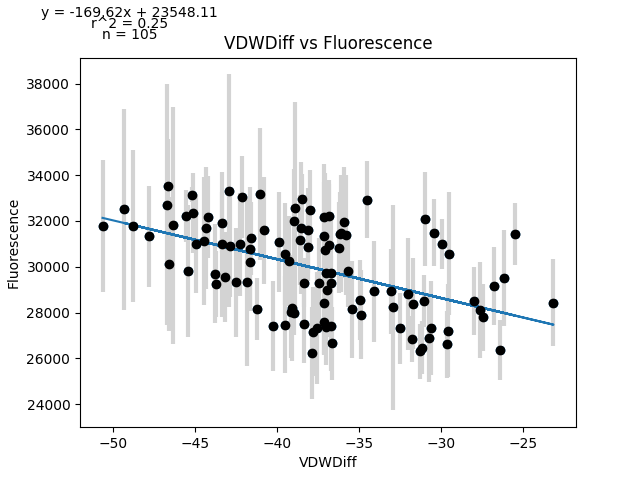 y = -169.62x + 23548.11
r^2 = 0.25
n = 105
VDWDiff vs Fluorescence
38000
36000
34000
32000
30000
28000
26000
24000
Fluorescence
−50
−45
−40
−35
−30
−25
VDWDiff